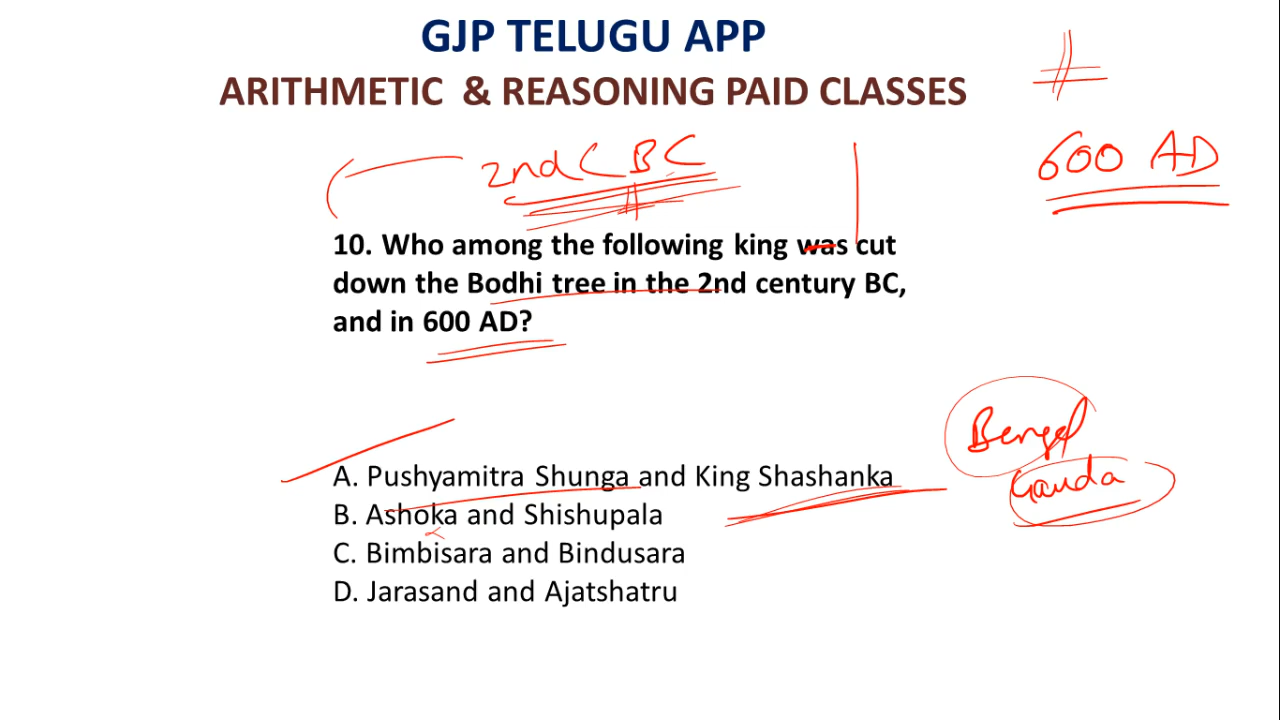 GJP TELUGU APP
ARITHMETIC & REASONING PAID CLASSES
2nd C BC
600 AD
10. Who among the following king was cut
down the Bodhi tree in the 2nd century BC,
and in 600 AD?
Bengal
Gauda
A. Pushyamitra Shunga and King Shashanka
B. Ashoka and Shishupala
C. Bimbisara and Bindusara
D. Jarasand and Ajatshatru